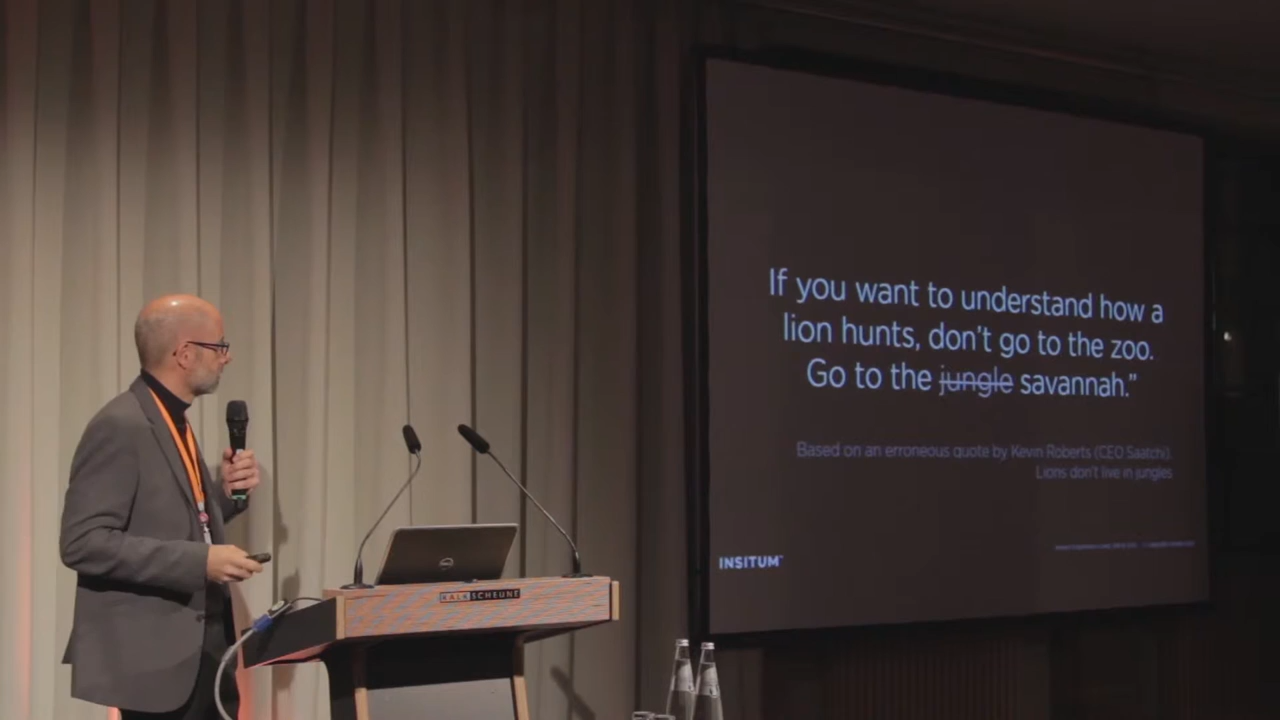 If you want to understand how a
lion hunts, don't go to the zoo.
Go to the jungle savannah.”
Based on an erroneous quote by Kevin Roberts (CEO Saatchi).
Lions don't live in jungles
INSITUM
KALKSCHEUNE
DELL